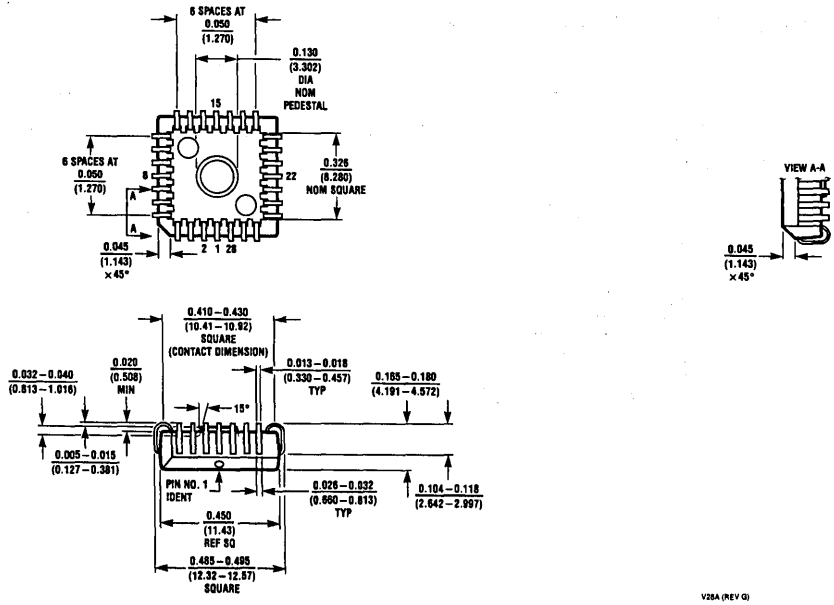 6 SPACES AT
0.050
(1.270)
0.130
(3.302)
DIA
NOM
PEDESTAL
15
6 SPACES AT
0.050
(1.270)
8
22
0.326
(8.280)
NOM SQUARE
A
A
2 1 28
0.045
(1.143)
×45°
VIEW A-A
0.045
(1.143)
×45°
0.410–0.430
(10.41–10.92)
SQUARE
(CONTACT DIMENSION)
0.032–0.040
(0.813–1.016)
0.020
(0.508)
MIN
0.013–0.018
(0.330–0.457)
TYP
0.165–0.180
(4.191–4.572)
15°
0.005–0.015
(0.127–0.381)
PIN NO. 1
IDENT
0.026–0.032
(0.660–0.813)
TYP
0.104–0.118
(2.642–2.997)
0.450
(11.43)
REF SQ
0.485–0.495
(12.32–12.57)
SQUARE
V28A (REV G)